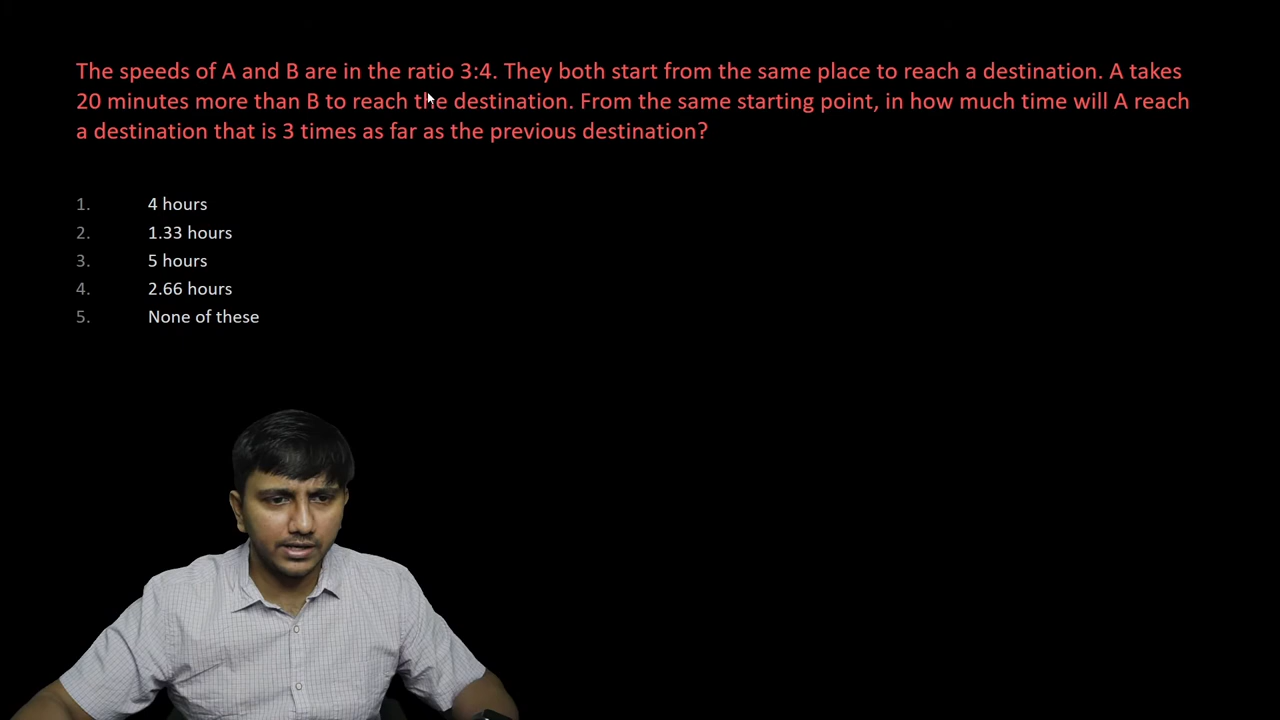 The speeds of A and B are in the ratio 3:4. They both start from the same place to reach a destination. A takes
20 minutes more than B to reach the destination. From the same starting point, in how much time will A reach
a destination that is 3 times as far as the previous destination?
1. 4 hours
2. 1.33 hours
3. 5 hours
4. 2.66 hours
5. None of these